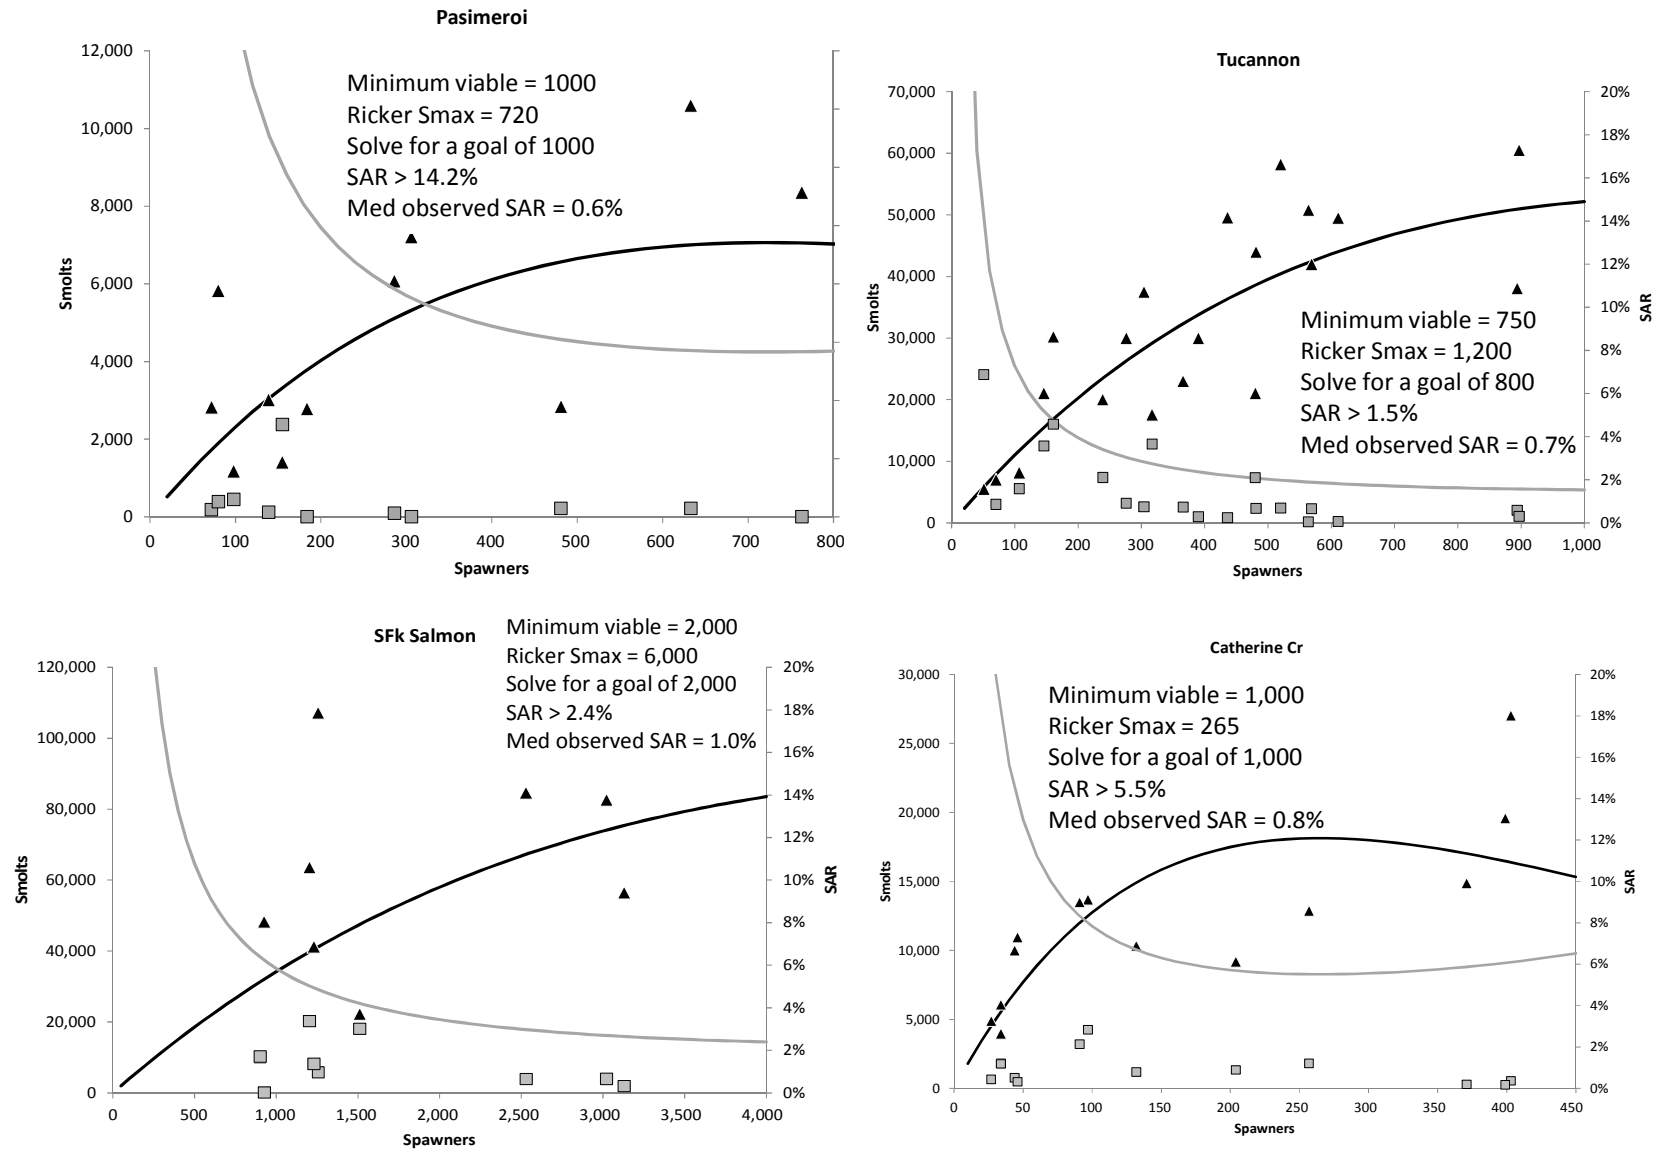 Pasimeroi
12,000
10,000
8,000
6,000
4,000
2,000
0
Smolts
Minimum viable = 1000
Ricker Smax = 720
Solve for a goal of 1000
SAR > 14.2%
Med observed SAR = 0.6%
0 100 200 300 400 500 600 700 800
Spawners
Tucannon
70,000
60,000
50,000
40,000
30,000
20,000
10,000
0
Smolts
Minimum viable = 750
Ricker Smax = 1,200
Solve for a goal of 800
SAR > 1.5%
Med observed SAR = 0.7%
20%
18%
16%
14%
12%
10%
8%
6%
4%
2%
0%
SAR
0 100 200 300 400 500 600 700 800 900 1,000
Spawners
SFk Salmon
120,000
100,000
80,000
60,000
40,000
20,000
0
Smolts
Minimum viable = 2,000
Ricker Smax = 6,000
Solve for a goal of 2,000
SAR > 2.4%
Med observed SAR = 1.0%
20%
18%
16%
14%
12%
10%
8%
6%
4%
2%
0%
SAR
0 500 1,000 1,500 2,000 2,500 3,000 3,500 4,000
Spawners
Catherine Cr
30,000
25,000
20,000
15,000
10,000
5,000
0
Smolts
Minimum viable = 1,000
Ricker Smax = 265
Solve for a goal of 1,000
SAR > 5.5%
Med observed SAR = 0.8%
20%
18%
16%
14%
12%
10%
8%
6%
4%
2%
0%
SAR
0 50 100 150 200 250 300 350 400 450
Spawners